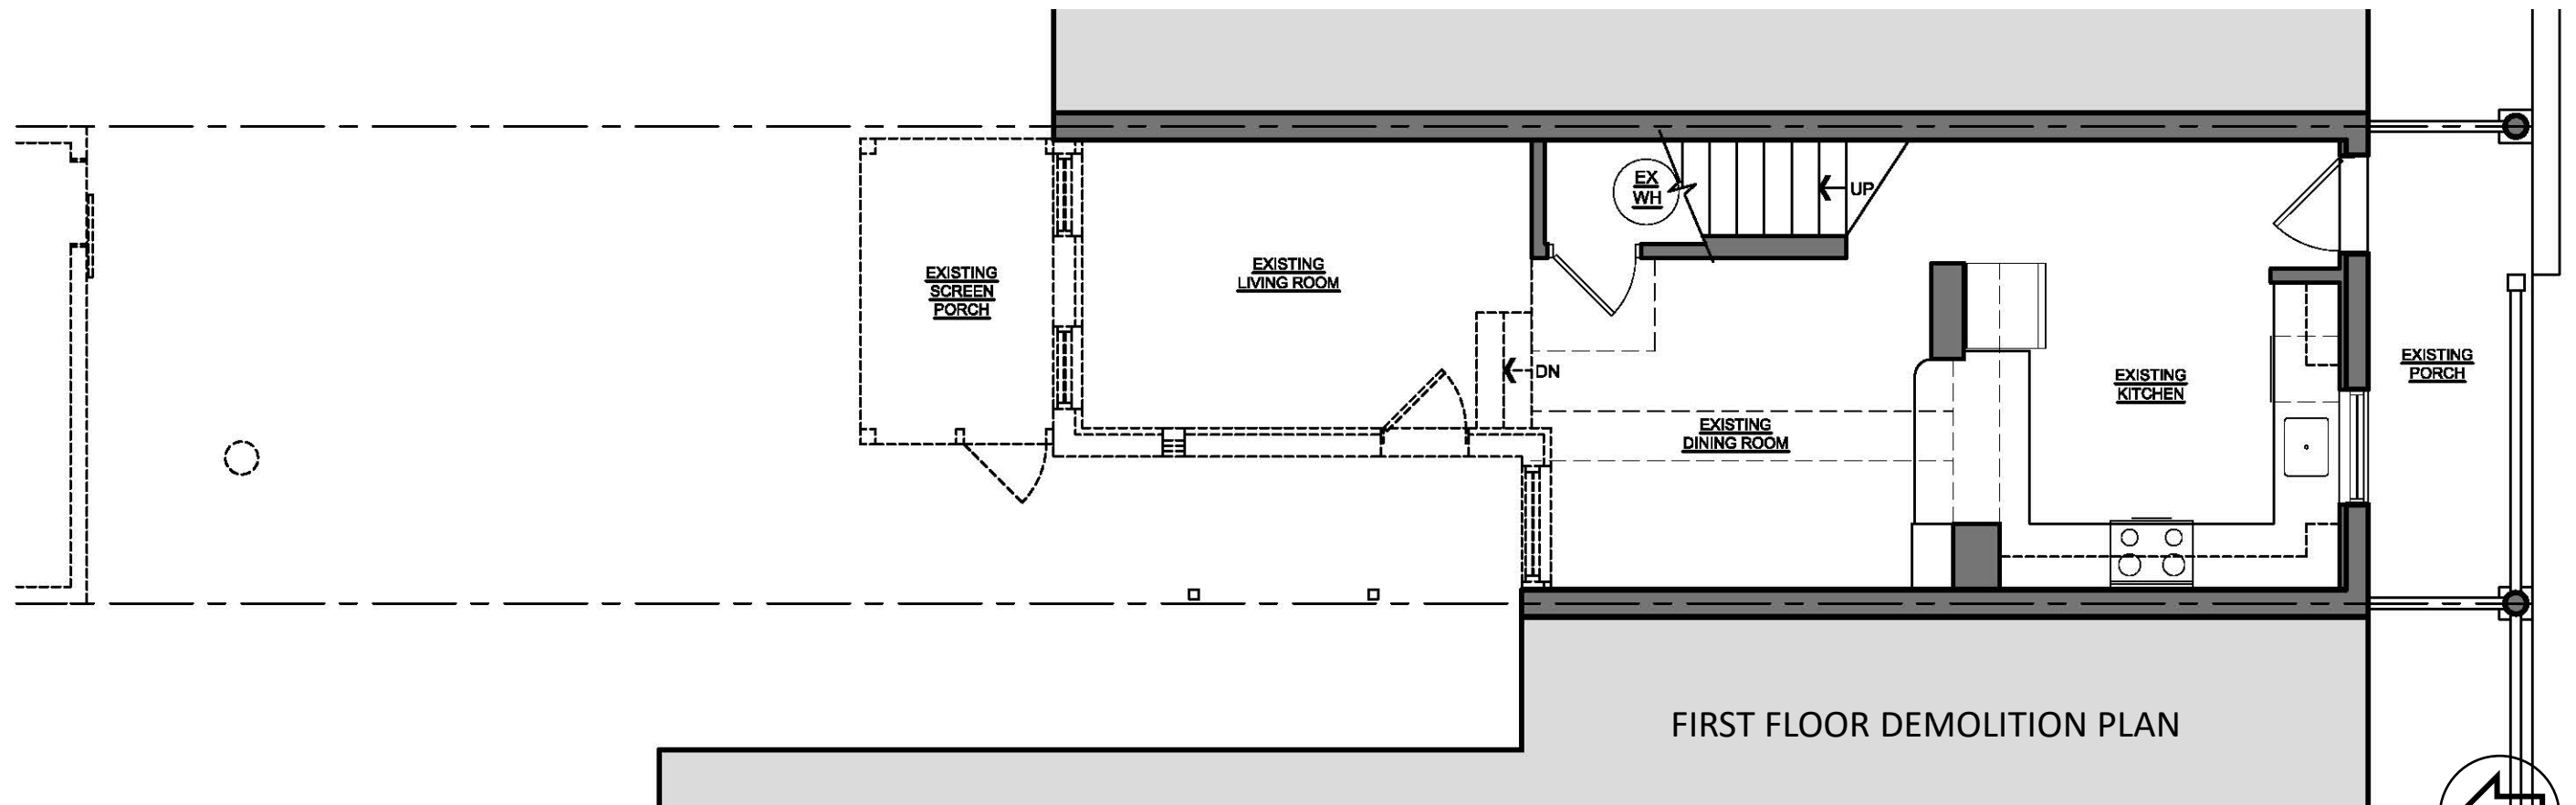 EX
WH
UP
EXISTING
SCREEN
PORCH
EXISTING
LIVING ROOM
DN
EXISTING
DINING ROOM
EXISTING
KITCHEN
EXISTING
PORCH
FIRST FLOOR DEMOLITION PLAN